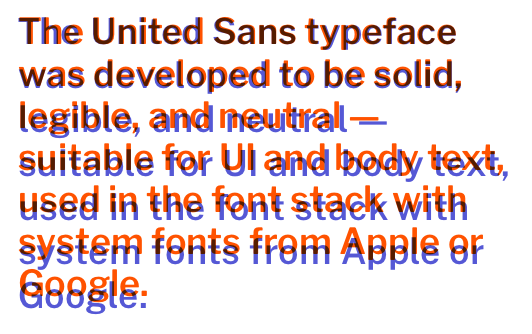 The United Sans typeface
was developed to be solid,
legible, and neutral —
suitable for UI and body text,
used in the font stack with
system fonts from Apple or
Google.